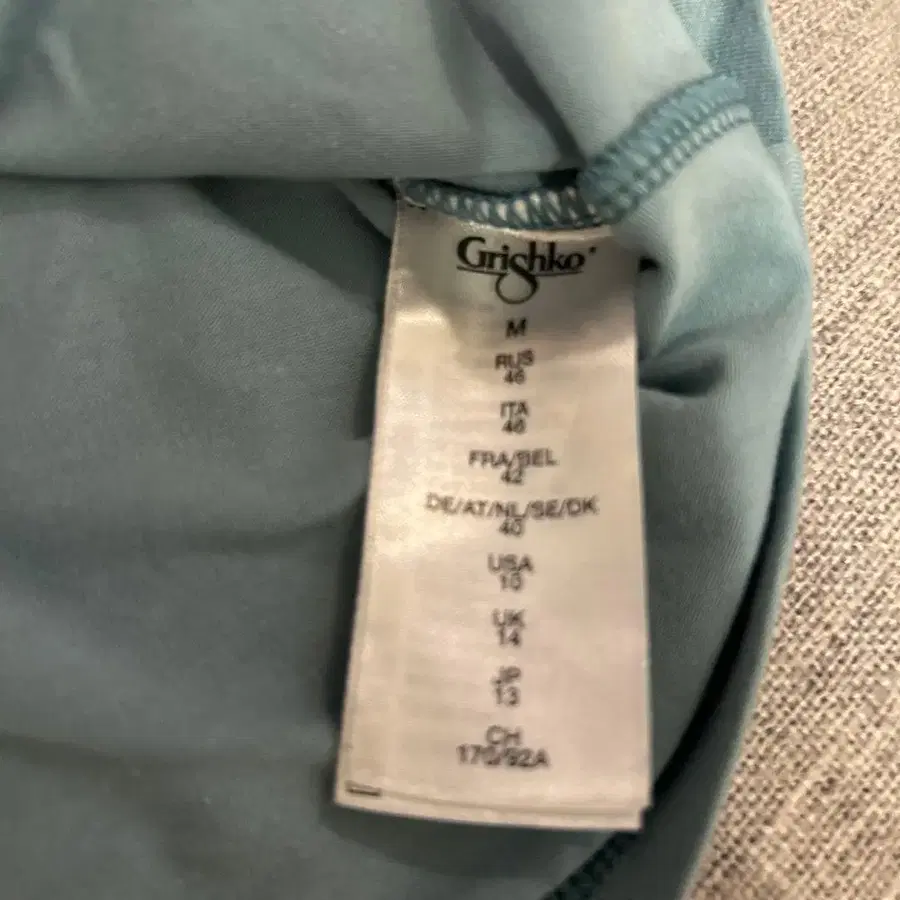 Grishko®
M
RUS
46
ITA
46
FRA/BEL
42
DE/AT/NL/SE/DK
40
USA
10
UK
14
JP
13
CH
170/92A